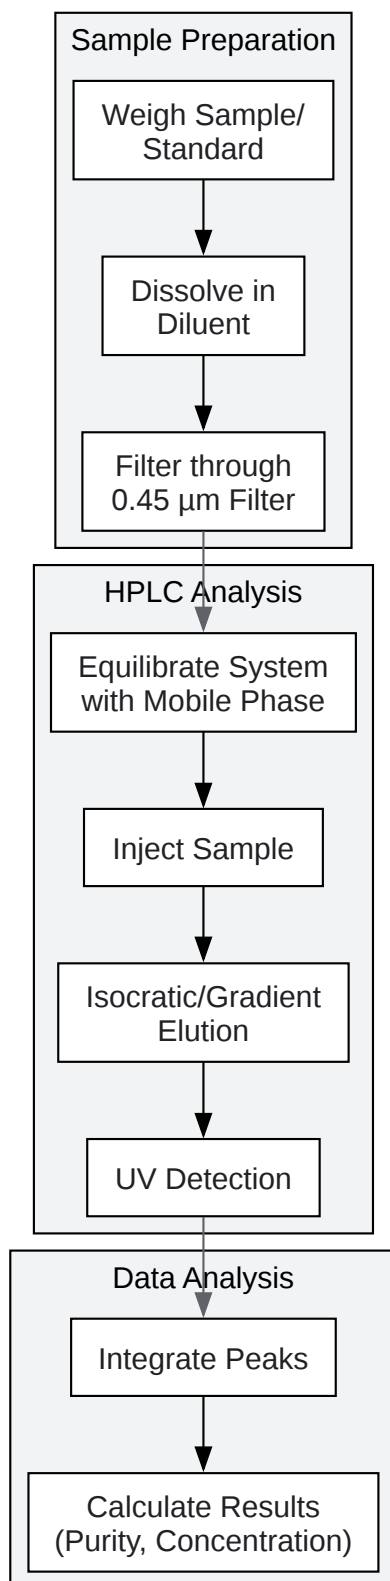 Sample Preparation
Weigh Sample/
Standard
Dissolve in
Diluent
Filter through
0.45 µm Filter
HPLC Analysis
Equilibrate System
with Mobile Phase
Inject Sample
Isocratic/Gradient
Elution
UV Detection
Data Analysis
Integrate Peaks
Calculate Results
(Purity, Concentration)